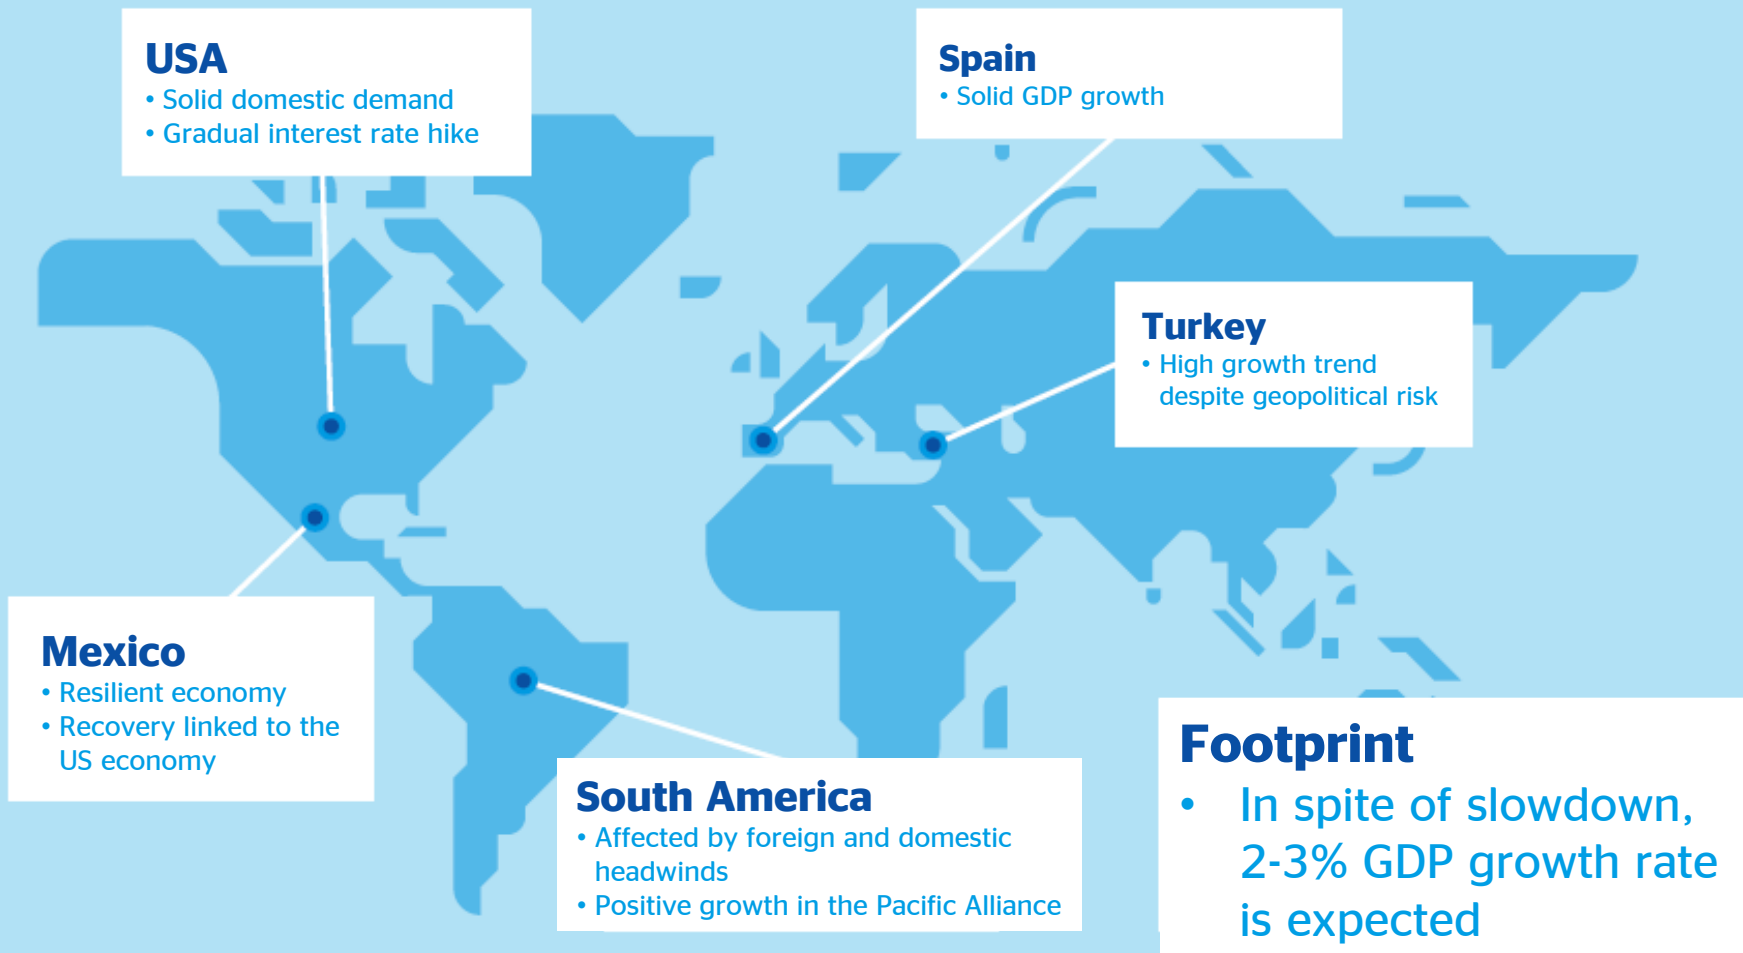 USA
• Solid domestic demand
• Gradual interest rate hike
Spain
• Solid GDP growth
Turkey
• High growth trend
despite geopolitical risk
Mexico
• Resilient economy
• Recovery linked to the
US economy
South America
• Affected by foreign and domestic
headwinds
• Positive growth in the Pacific Alliance
Footprint
• In spite of slowdown,
2-3% GDP growth rate
is expected